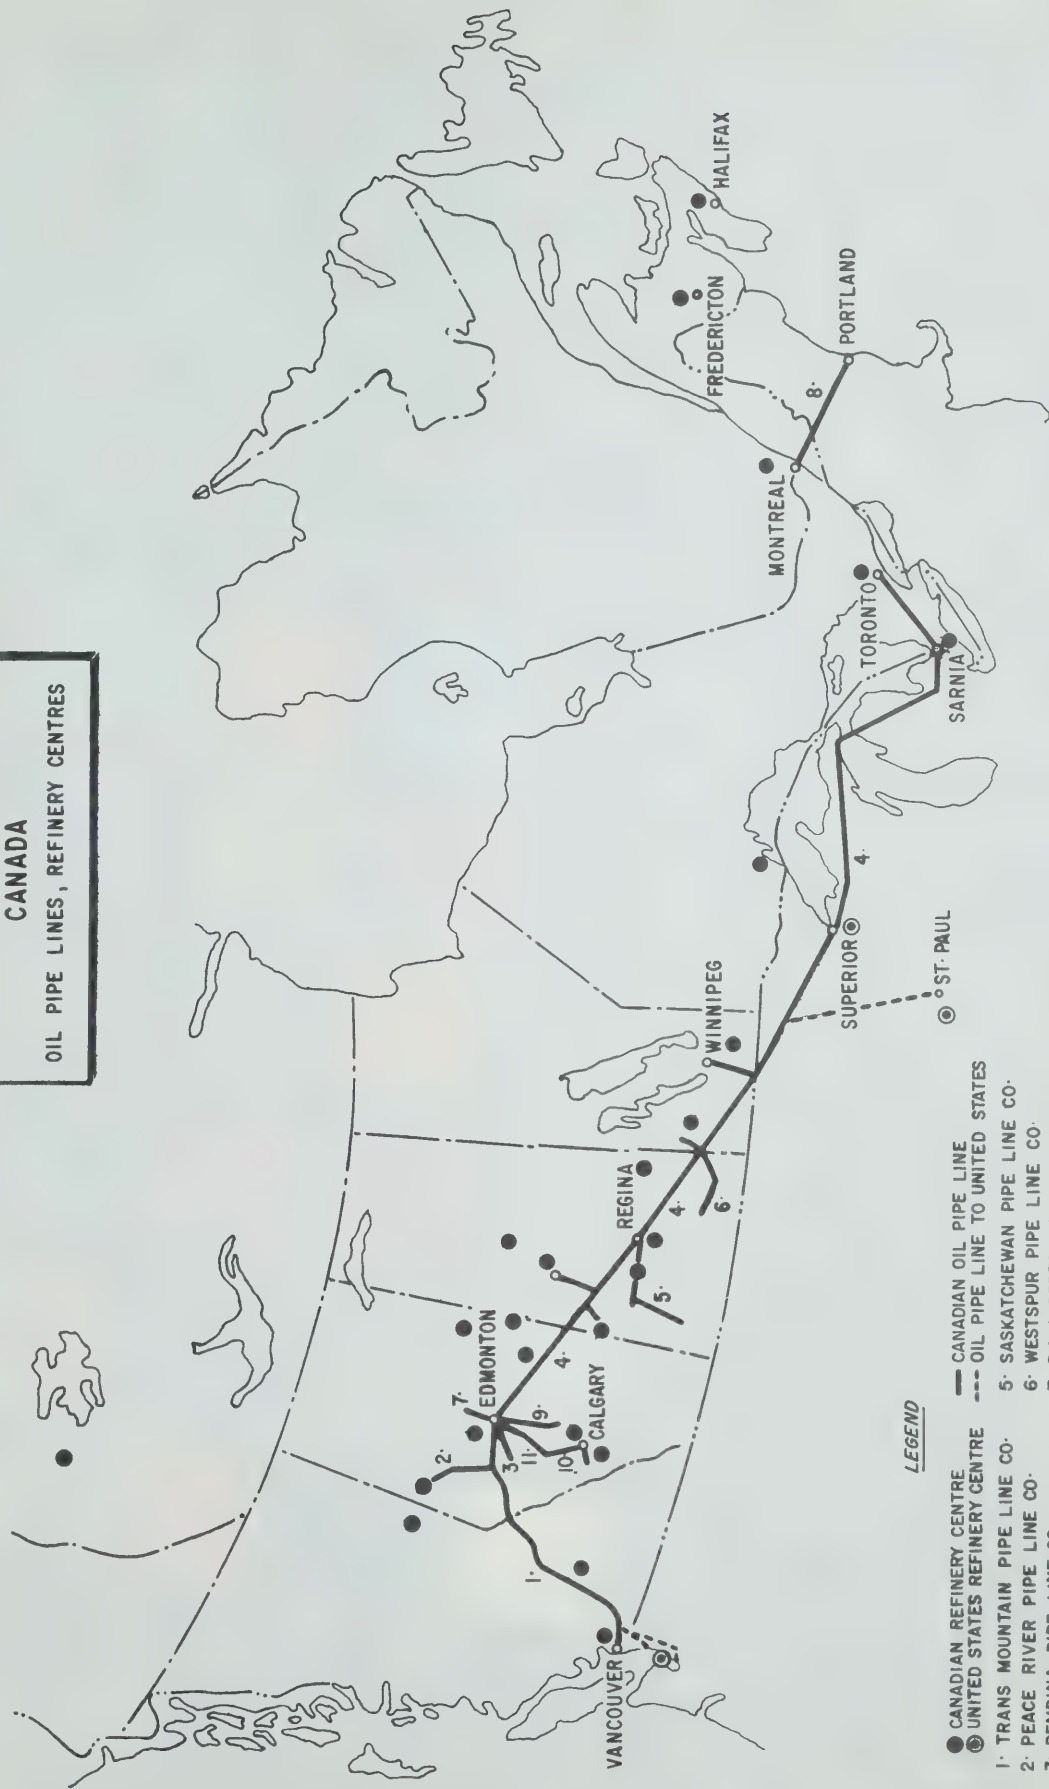 CANADA
OIL PIPE LINES, REFINERY CENTRES
HALIFAX
FREDERICTON
PORTLAND
8·
MONTREAL
TORONTO
SARNIA
4·
SUPERIOR
ST· PAUL
WINNIPEG
REGINA
4·
6·
5·
EDMONTON
4·
7·
9·
CALGARY
2·
3·
11·
10·
1·
VANCOUVER
LEGEND
CANADIAN REFINERY CENTRE
UNITED STATES REFINERY CENTRE
CANADIAN OIL PIPE LINE
OIL PIPE LINE TO UNITED STATES
1· TRANS MOUNTAIN PIPE LINE CO·
2· PEACE RIVER PIPE LINE CO·
5· SASKATCHEWAN PIPE LINE CO·
6· WESTSPUR PIPE LINE CO·